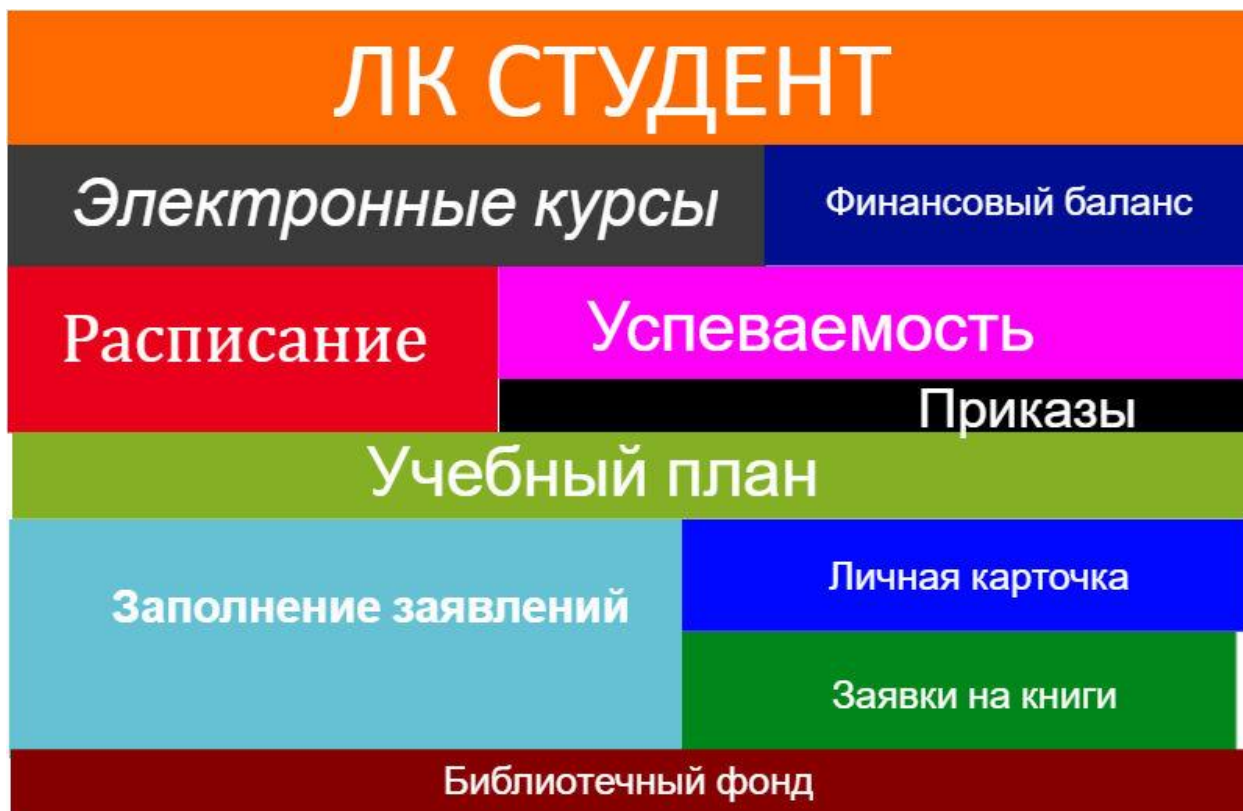 ЛК СТУДЕНТ
Электронные курсы
Финансовый баланс
Расписание
Успеваемость
Приказы
Учебный план
Заполнение заявлений
Личная карточка
Заявки на книги
Библиотечный фонд